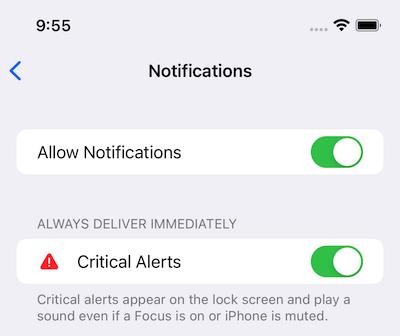 9:55
Notifications
Allow Notifications
ALWAYS DELIVER IMMEDIATELY
Critical Alerts
Critical alerts appear on the lock screen and play a
sound even if a Focus is on or iPhone is muted.